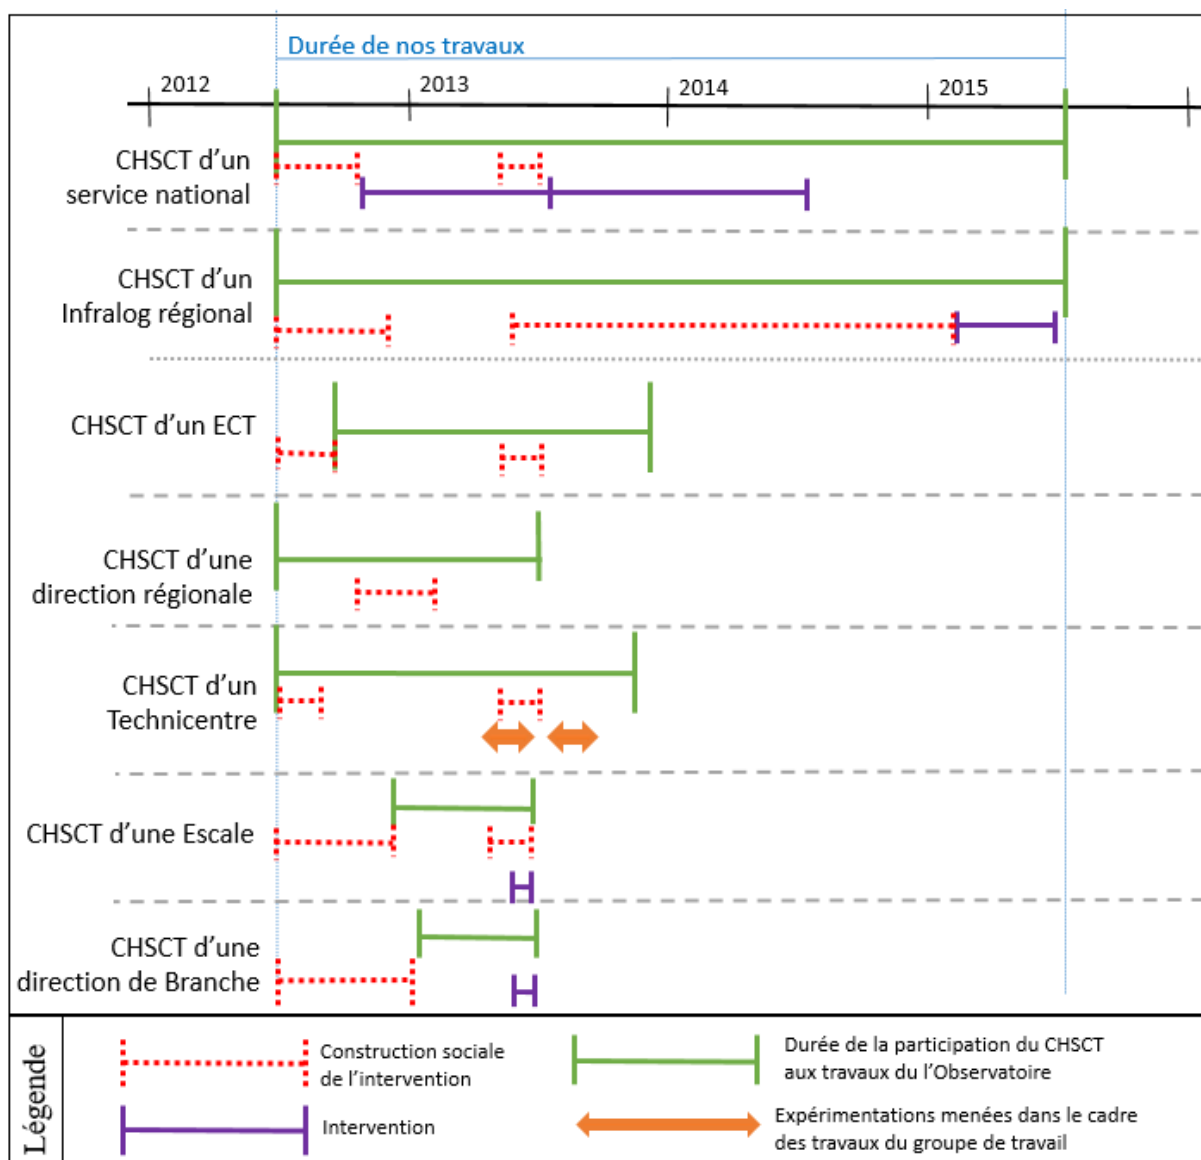 Durée de nos travaux
2012
2013
2014
2015
CHSCT d'un
service national
CHSCT d'un
Infralog régional
CHSCT d'un ECT
CHSCT d'une
direction régionale
CHSCT d'un
Technicentre
CHSCT d'une Escale
CHSCT d'une
direction de Branche
Légende
Construction sociale
de l'intervention
Durée de la participation du CHSCT
aux travaux du l'Observatoire
Intervention
Expérimentations menées dans le cadre
des travaux du groupe de travail